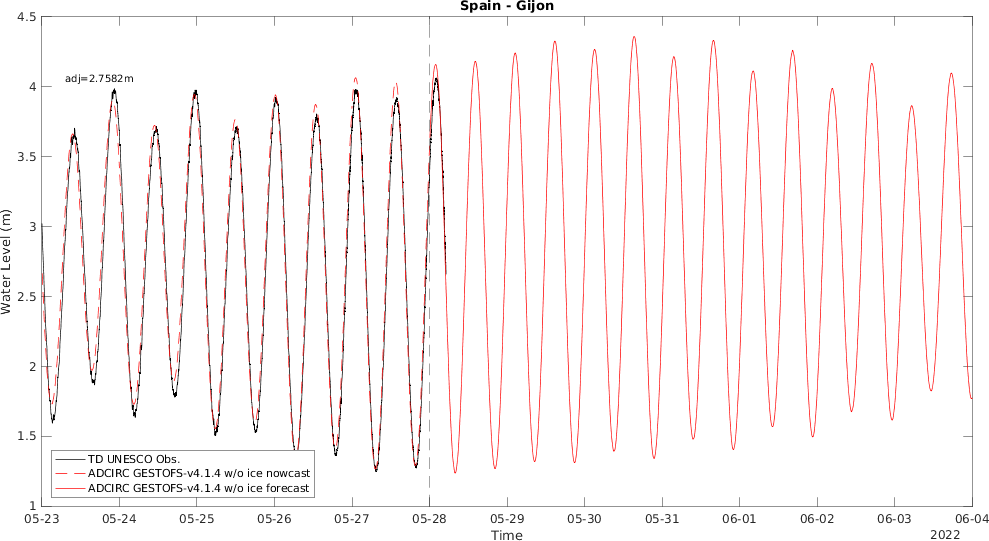 Spain - Gijon
4.5
adj=2.7582m
4
3.5
3
2.5
2
1.5
1
Water Level (m)
TD UNESCO Obs.
ADCIRC GESTOFS-v4.1.4 w/o ice nowcast
ADCIRC GESTOFS-v4.1.4 w/o ice forecast
05-23 05-24 05-25 05-26 05-27 05-28 05-29 05-30 05-31 06-01 06-02 06-03 06-04
Time
2022